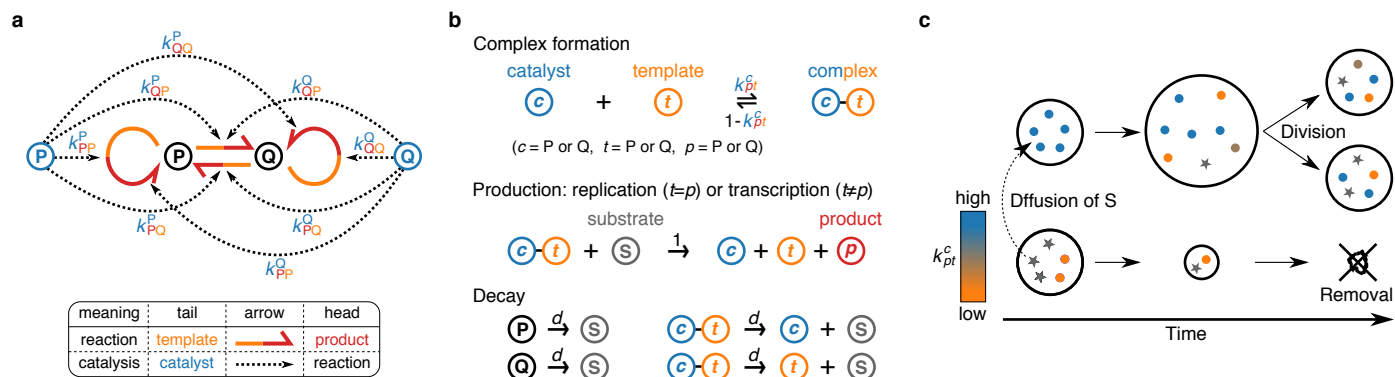 a
k^P_QQ
k^P_QP
k^Q_QP
k^P_PP
k^Q_QQ
P
P
Q
Q
k^P_PQ
k^Q_PQ
k^Q_PP
meaning tail arrow head
reaction template product
catalysis catalyst reaction
b
Complex formation
catalyst template complex
c + t k^c_pt ⇌ 1-k^c_pt c-t
(c = P or Q, t = P or Q, p = P or Q)
Production: replication (t=p) or transcription (t≠p)
substrate product
c-t + S 1→ c + t + p
Decay
P d→ S c-t d→ c + S
Q d→ S c-t d→ t + S
c
Division
Dffusion of S
high
k^c_pt
low
Removal
Time